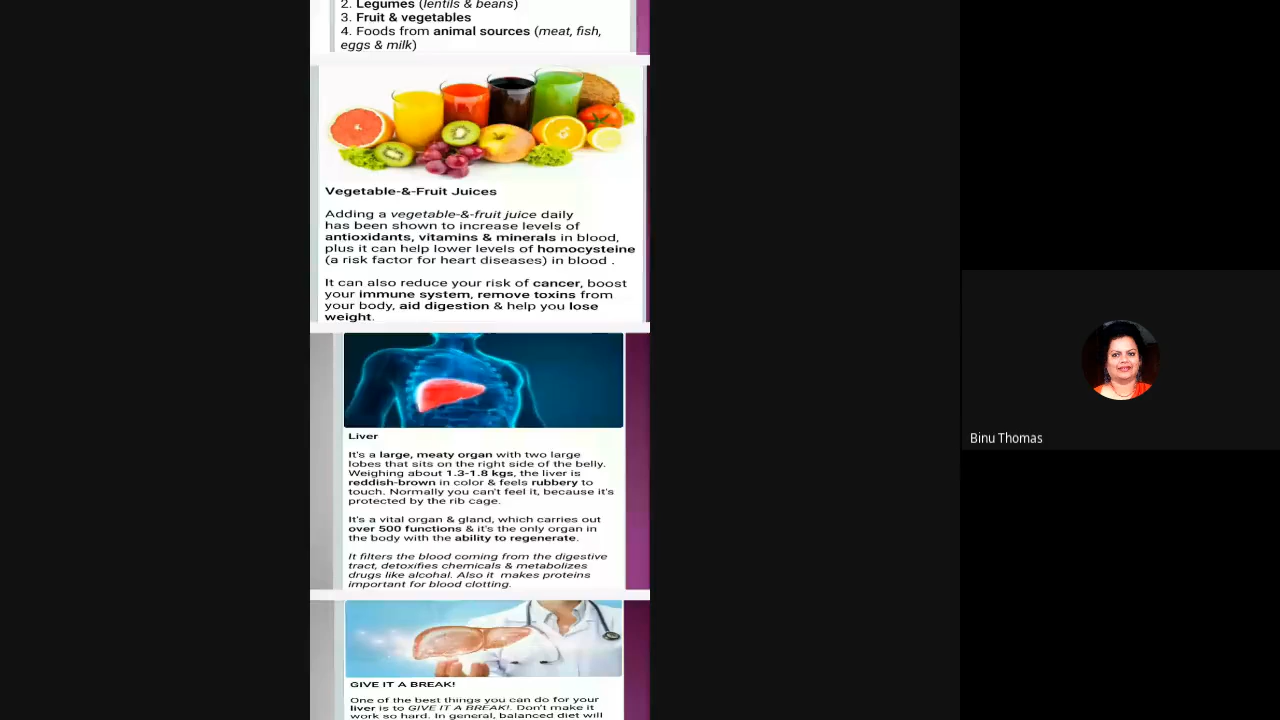 2. Legumes (lentils & beans)
3. Fruit & vegetables
4. Foods from animal sources (meat, fish,
eggs & milk)
Vegetable-&-Fruit Juices
Adding a vegetable-&-fruit juice daily
has been shown to increase levels of
antioxidants, vitamins & minerals in blood,
plus it can help lower levels of homocysteine
(a risk factor for heart diseases) in blood .
It can also reduce your risk of cancer, boost
your immune system, remove toxins from
your body, aid digestion & help you lose
weight.
Liver
It's a large, meaty organ with two large
lobes that sits on the right side of the belly.
Weighing about 1.3-1.8 kgs, the liver is
reddish-brown in color & feels rubbery to
touch. Normally you can't feel it, because it's
protected by the rib cage.
It's a vital organ & gland, which carries out
over 500 functions & it's the only organ in
the body with the ability to regenerate.
It filters the blood coming from the digestive
tract, detoxifies chemicals & metabolizes
drugs like alcohol. Also it makes proteins
important for blood clotting.
GIVE IT A BREAK!
One of the best things you can do for your
liver is to GIVE IT A BREAK!. Don't make it
work so hard. In general, balanced diet will
Binu Thomas